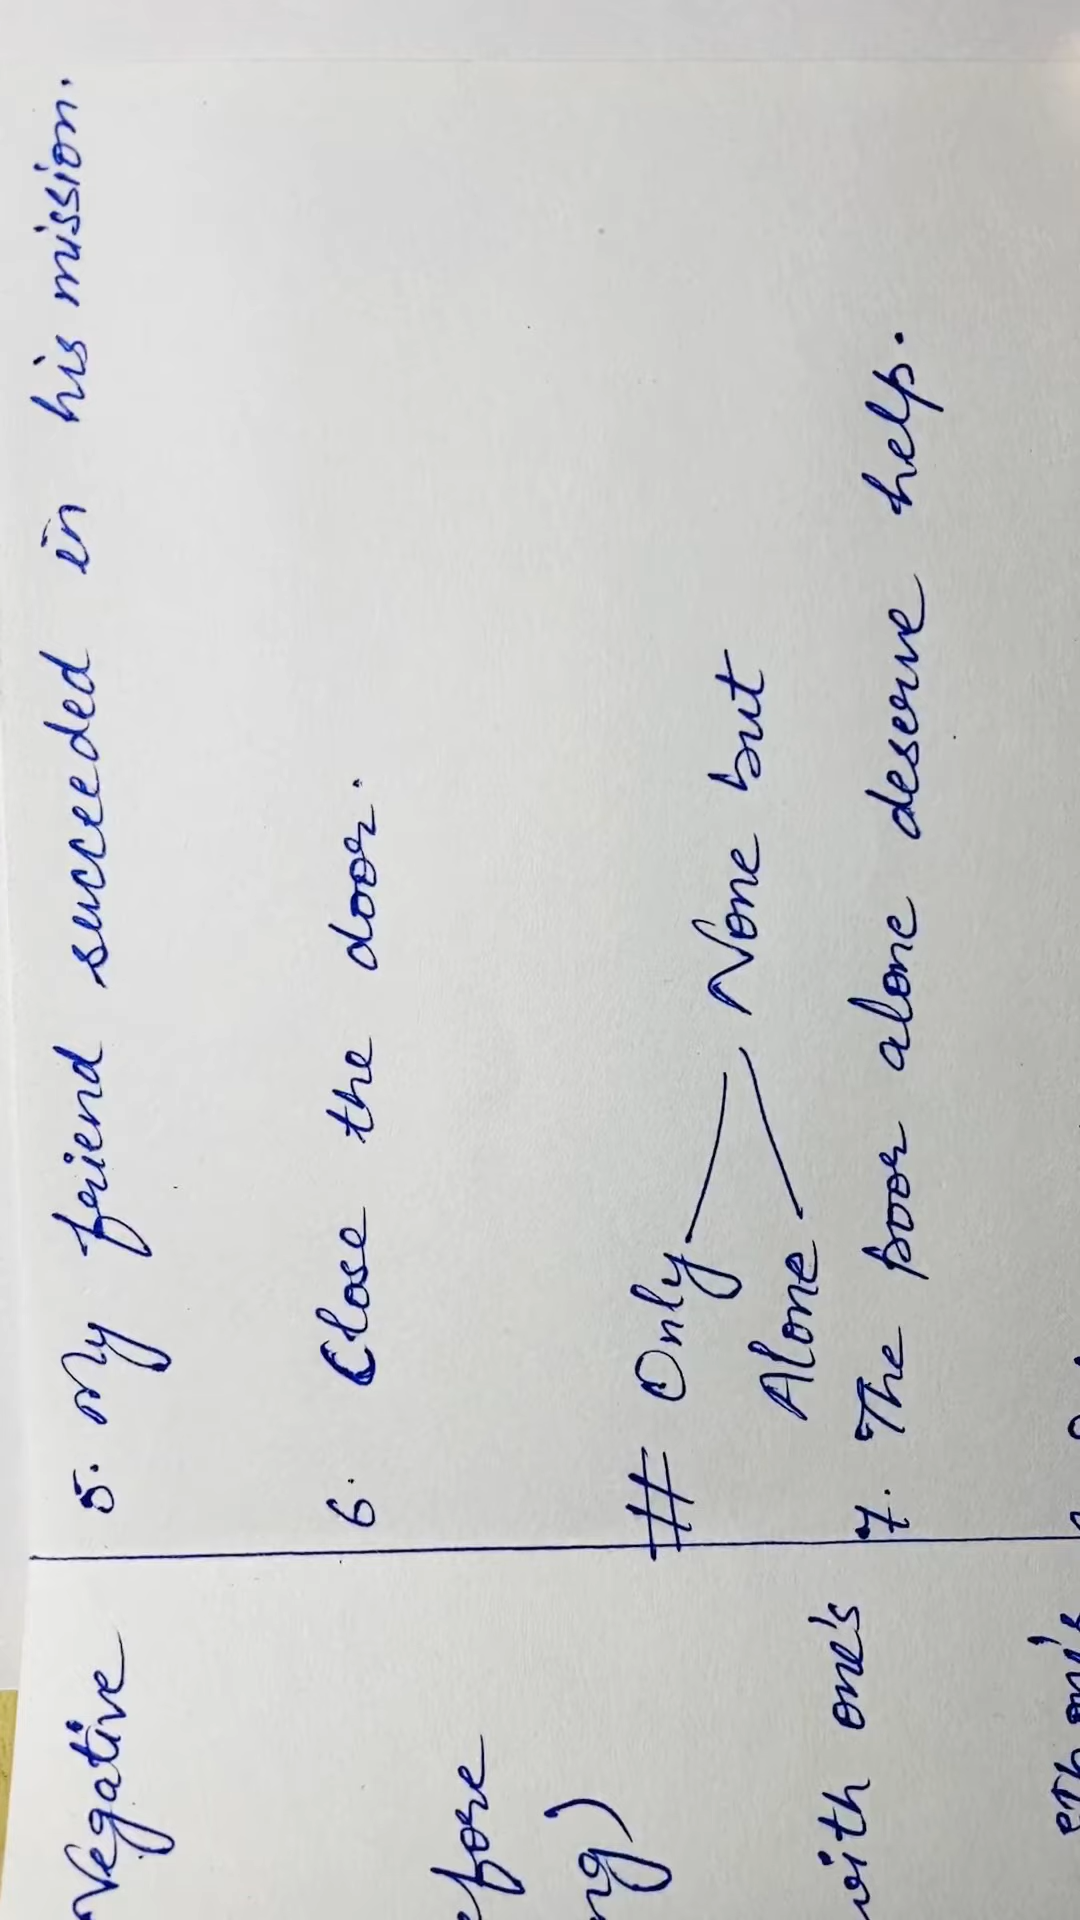 Negative
5. My friend succeeded in his mission.
6. Close the door.
# Only
None but
Alone
7. The poor alone deserve help.
with one's